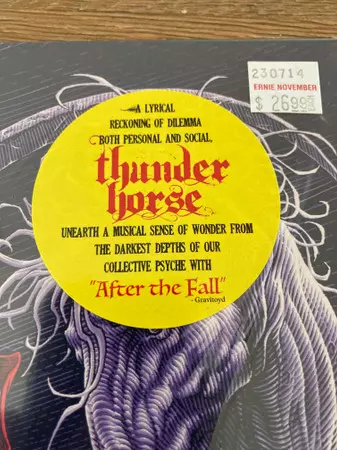 230714
ERNIE NOVEMBER
$ 26.99
A LYRICAL
RECKONING OF DILEMMA
BOTH PERSONAL AND SOCIAL,
thunder
horse
UNEARTH A MUSICAL SENSE OF WONDER FROM
THE DARKEST DEPTHS OF OUR
COLLECTIVE PSYCHE WITH
"After the Fall"
- Gravitoyd